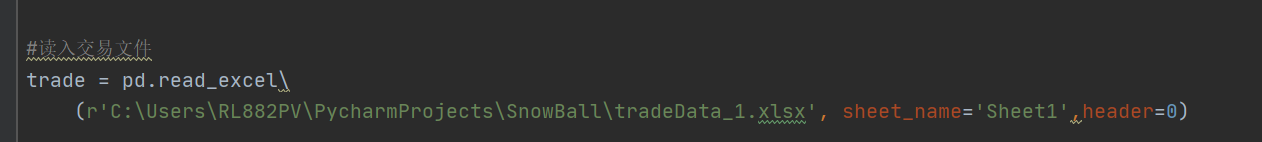 #读入交易文件
trade = pd.read_excel\
(r'C:\Users\RL882PV\PycharmProjects\SnowBall\tradeData_1.xlsx', sheet_name='Sheet1',header=0)